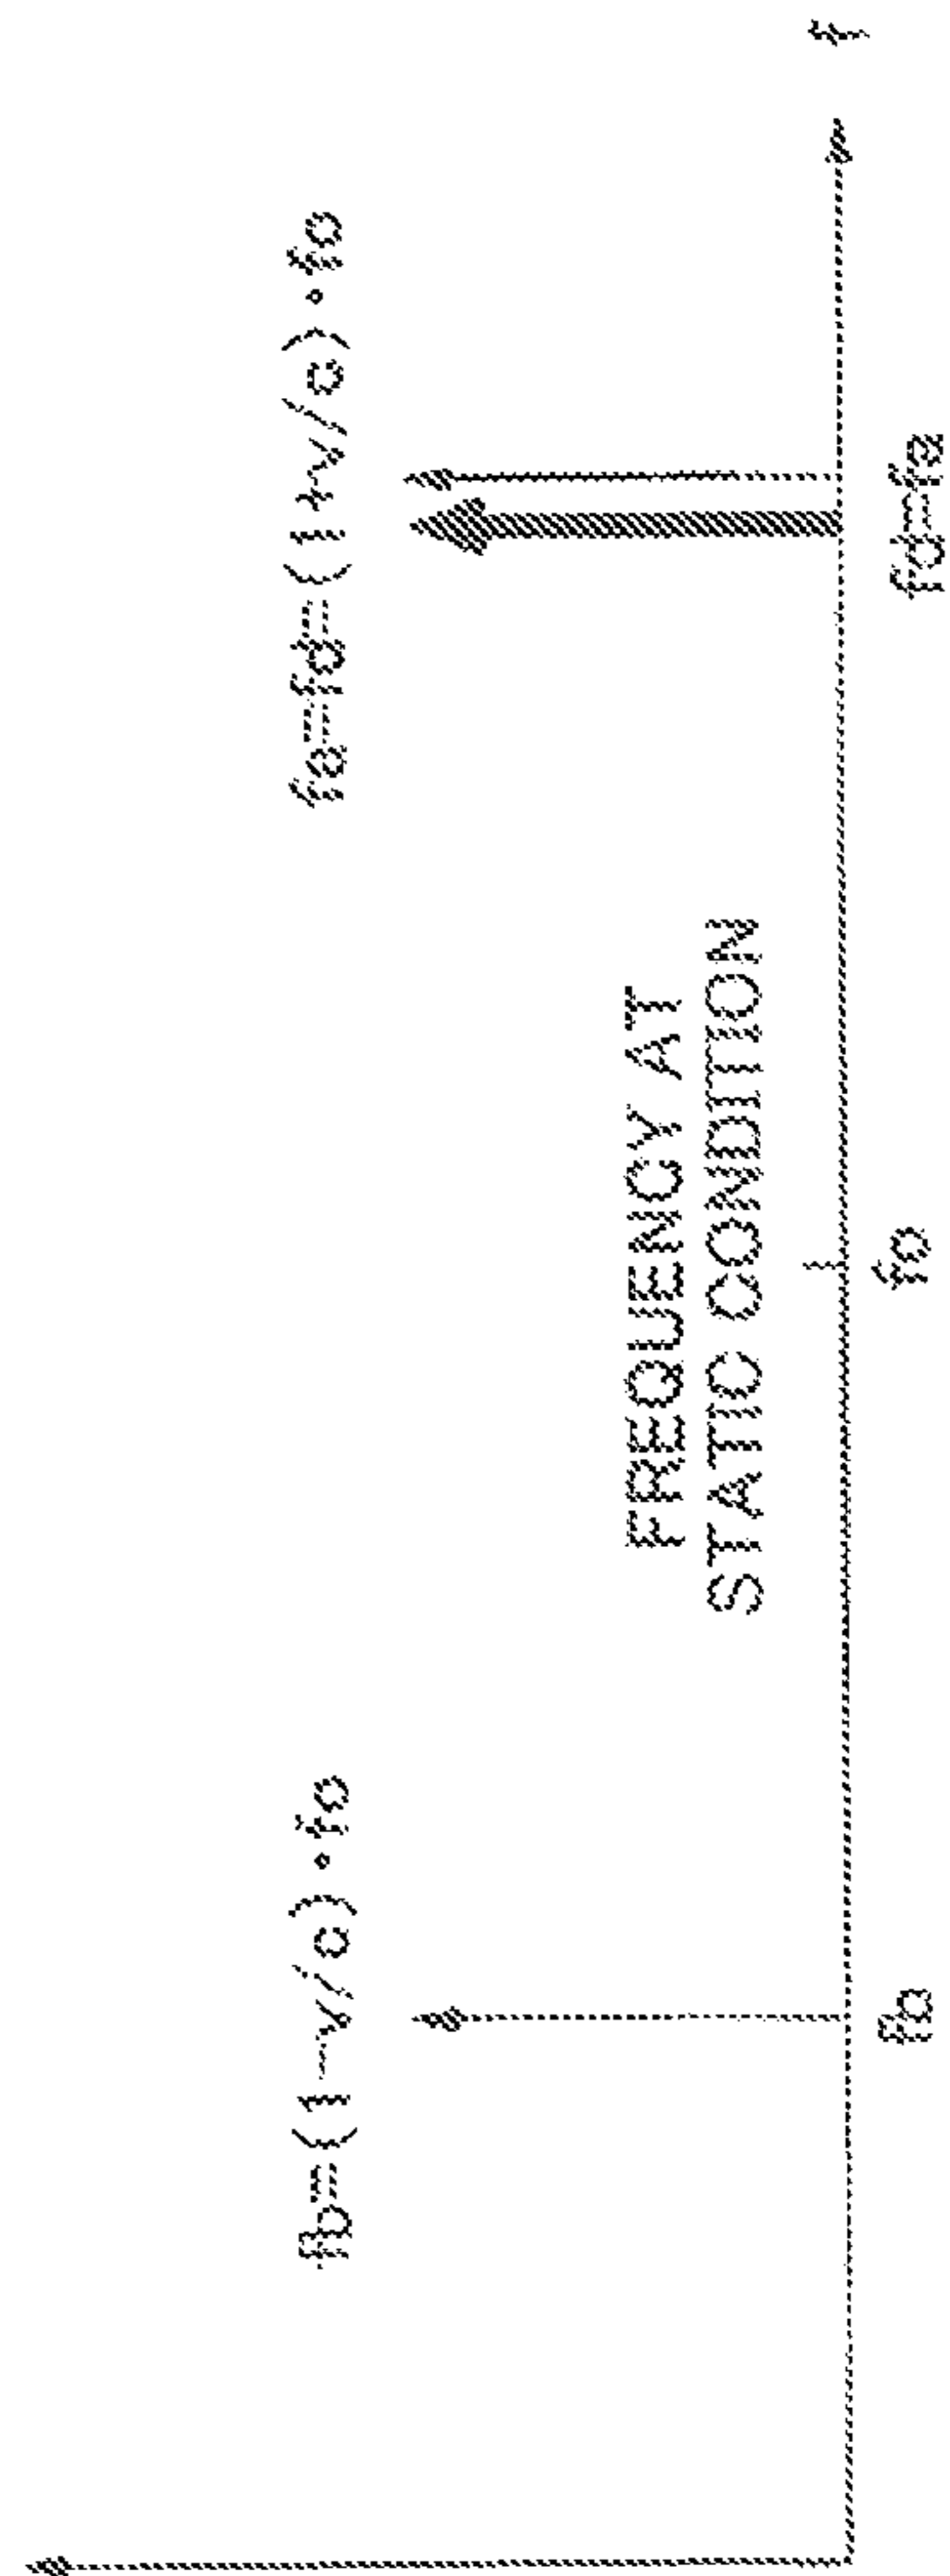 fb=(1-v/c)·fo
fa=fd=(1+v/c)·fo
FREQUENCY AT
STATIC CONDITION
fb
fo
fd=fa
f